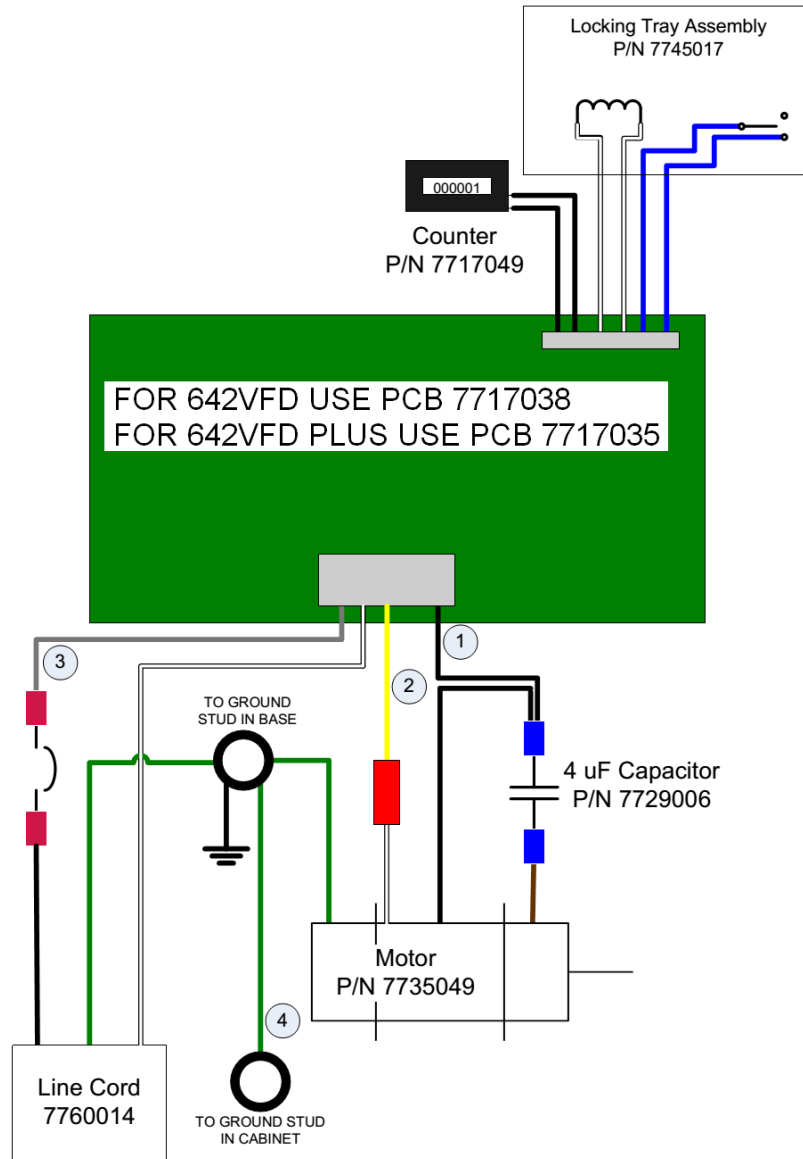 Locking Tray Assembly
P/N 7745017
000001
Counter
P/N 7717049
FOR 642VFD USE PCB 7717038
FOR 642VFD PLUS USE PCB 7717035
1
3
2
TO GROUND
STUD IN BASE
4 uF Capacitor
P/N 7729006
Motor
P/N 7735049
4
Line Cord
7760014
TO GROUND STUD
IN CABINET